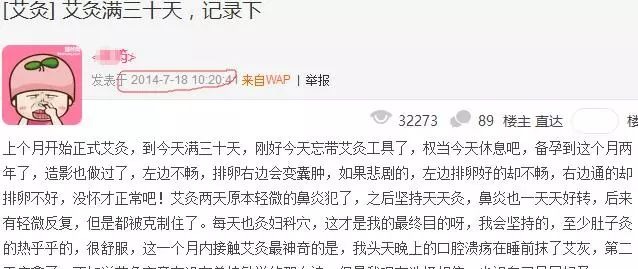 [艾灸] 艾灸满三十天，记录下
发表于 2014-7-18 10:20:41 来自WAP | 举报
32273 89 楼主 直达
上个月开始正式艾灸，到今天满三十天，刚好今天忘带艾灸工具了，权当今天休息吧，备孕到这个月两
年了，造影也做过了，左边不畅，排卵右边会变囊肿，如果悲剧的，左边排卵好的却不畅，右边通的却
排卵不好，没怀才正常吧！艾灸两天原本轻微的鼻炎犯了，之后坚持天天灸，鼻炎也一天天好转，后来
有轻微反复，但是都被克制住了。每天也灸妇科穴，这才是我的最终目的呀，我会坚持的，至少肚子灸
的热乎乎的，很舒服，这一个月内接触艾灸最神奇的是，我头天晚上的口腔溃疡在睡前抹了艾灰，第二